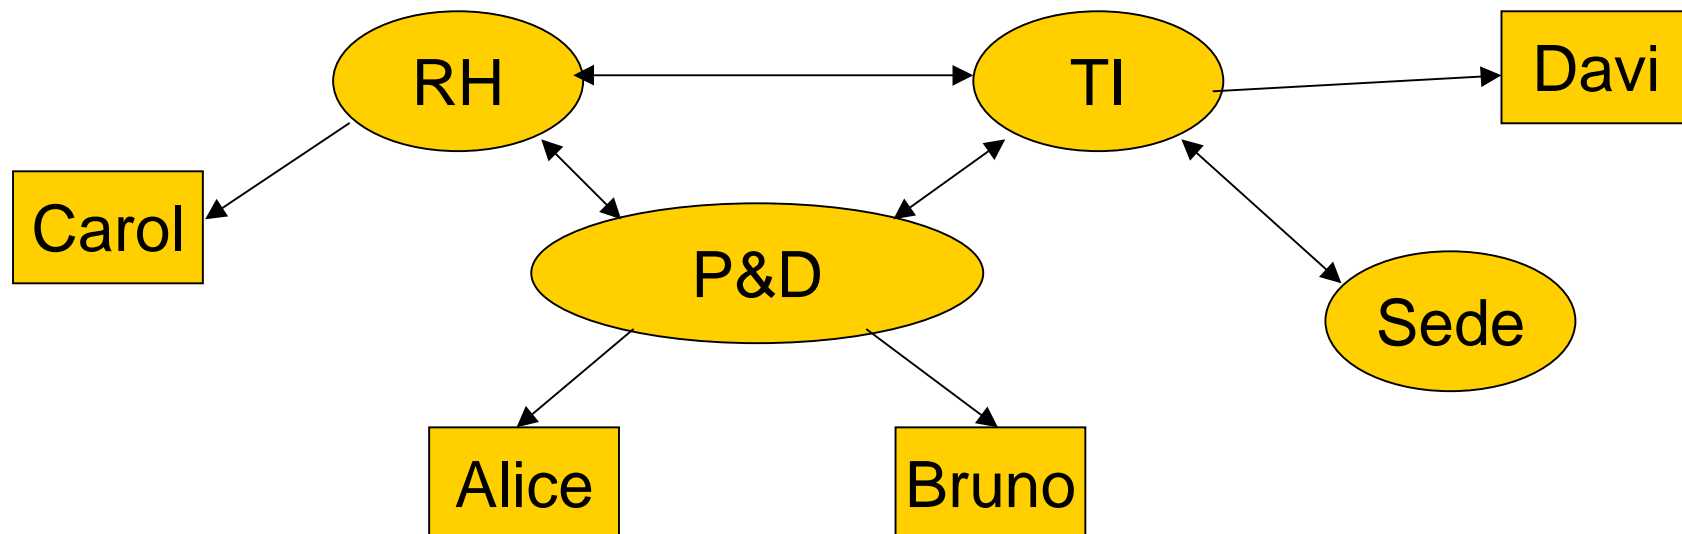 RH
TI
Davi
Carol
P&D
Sede
Alice
Bruno